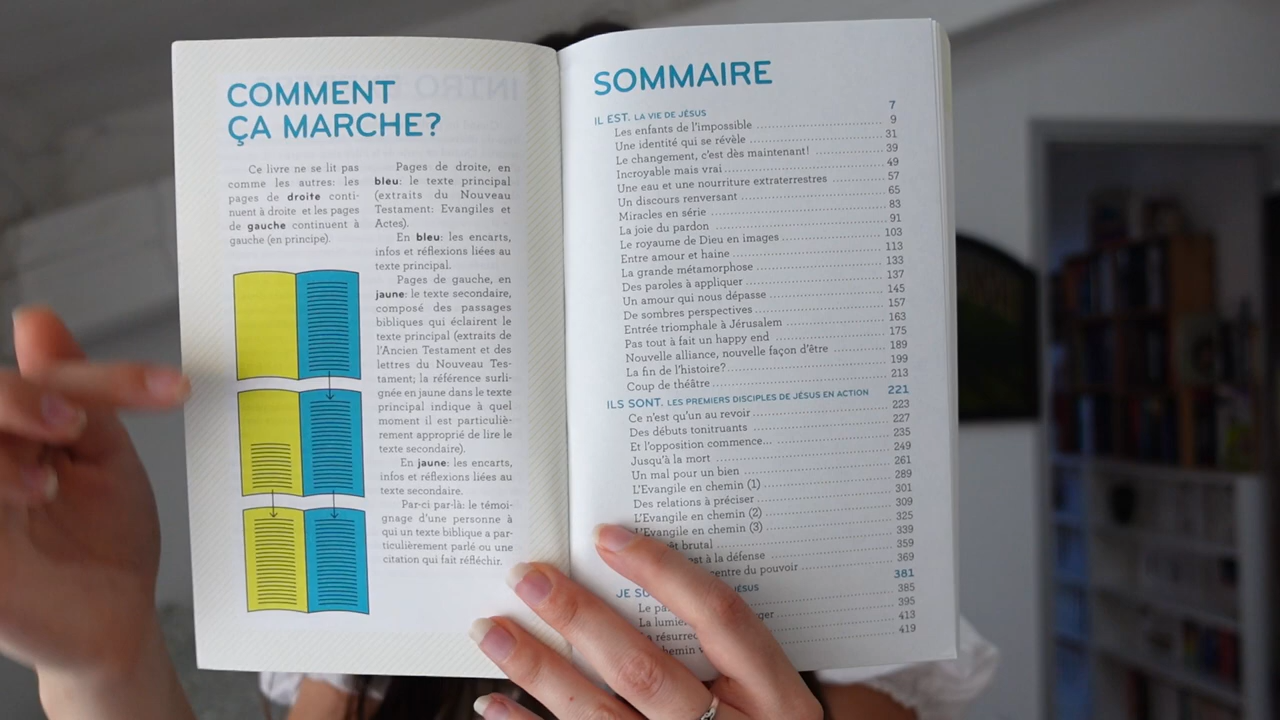 COMMENT
ÇA MARCHE?
Ce livre ne se lit pas
comme les autres: les
pages de droite conti-
nuent à droite et les pages
de gauche continuent à
gauche (en principe).
Pages de droite, en
bleu: le texte principal
(extraits du Nouveau
Testament: Evangiles et
Actes).
En bleu: les encarts,
infos et réflexions liées au
texte principal.
Pages de gauche, en
jaune: le texte secondaire,
composé des passages
bibliques qui éclairent le
texte principal (extraits de
l'Ancien Testament et des
lettres du Nouveau Tes-
tament; la référence surli-
gnée en jaune dans le texte
principal indique à quel
moment il est particuliè-
rement approprié de lire le
texte secondaire).
En jaune: les encarts,
infos et réflexions liées au
texte secondaire.
Par-ci par-là: le témoi-
gnage d'une personne à
qui un texte biblique a par-
ticulièrement parlé ou une
citation qui fait réfléchir.
SOMMAIRE
IL EST. LA VIE DE JÉSUS 7
Les enfants de l'impossible 9
Une identité qui se révèle 31
Le changement, c'est dès maintenant! 39
Incroyable mais vrai 49
Une eau et une nourriture extraterrestres 57
Un discours renversant 65
Miracles en série 83
La joie du pardon 91
Le royaume de Dieu en images 103
Entre amour et haine 113
La grande métamorphose 133
Des paroles à appliquer 137
Un amour qui nous dépasse 145
De sombres perspectives 157
Entrée triomphale à Jérusalem 163
Pas tout à fait un happy end 175
Nouvelle alliance, nouvelle façon d'être 189
La fin de l'histoire? 199
Coup de théâtre 213
ILS SONT. LES PREMIERS DISCIPLES DE JÉSUS EN ACTION 221
Ce n'est qu'un au revoir 223
Des débuts tonitruants 227
Et l'opposition commence... 235
Jusqu'à la mort 249
Un mal pour un bien 261
L'Evangile en chemin (1) 289
Des relations à préciser 301
L'Evangile en chemin (2) 309
L'Evangile en chemin (3) 325
brutal 339
est à la défense 359
centre du pouvoir 369
JE JÉSUS 381
Le 385
La 395
La 413
chemin 419